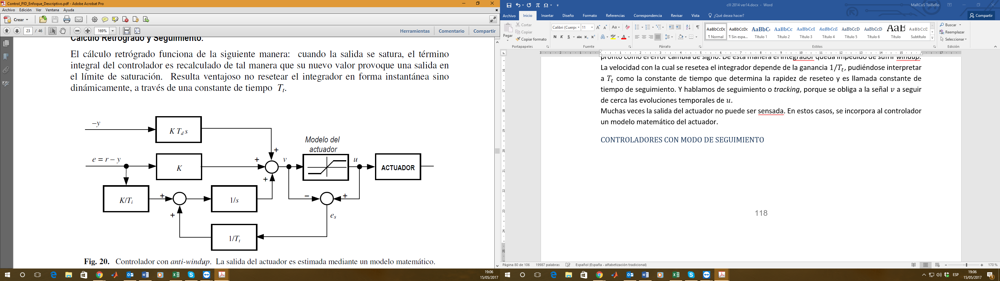 Control_PID_Enfoque_Descriptivo.pdf - Adobe Acrobat Pro
Archivo Edición Ver Ventana Ayuda
Crear
23 / 46
169%
Herramientas Comentario Compartir
Cálculo Retrógrado y Seguimiento.
El cálculo retrógrado funciona de la siguiente manera: cuando la salida se satura, el término
integral del controlador es recalculado de tal manera que su nuevo valor provoque una salida en
el límite de saturación. Resulta ventajoso no resetear el integrador en forma instantánea sino
dinámicamente, a través de una constante de tiempo Tt.
–y
K Td s
Modelo del
actuador
+
e = r – y
K
+
v
u
ACTUADOR
+
K/Ti
+
1/s
–
+
+
es
1/Tt
Fig. 20. Controlador con anti-windup. La salida del actuador es estimada mediante un modelo matemático.
19:06
15/05/2017
cIII 2014 ver14.docx - Word
MaRCoS ToiBeRo
Archivo Inicio Insertar Diseño Formato Referencias Correspondencia Revisar Vista ¿Qué desea hacer?
Compartir
Pegar
Cortar
Copiar
Copiar formato
Portapapeles
Calibri (Cuerpo 11
N K S abc x₂ x²
Fuente
Párrafo
AaBbCcDc AaBbCcDc AaBbC AaBbCc AaBbCcI AaBbCcD AaBbCcD AaBbCcD AaB AaBbCcD
¶ Normal ¶ Sin espa... Título 1 Título 2 Título 3 Título 4 Título 5 Título 6 Título Subtítulo
Estilos
Buscar
Reemplazar
Seleccionar
Edición
pronto como el error cambia de signo. De esta manera el integrador queda impedido de sufrir windup.
La velocidad con la cual se resetea el integrador depende de la ganancia 1/Tt, pudiéndose interpretar
a Tt como la constante de tiempo que determina la rapidez de reseteo y es llamada constante de
tiempo de seguimiento. Y hablamos de seguimiento o tracking, porque se obliga a la señal v a seguir
de cerca las evoluciones temporales de u.
Muchas veces la salida del actuador no puede ser sensada. En estos casos, se incorpora al controlador
un modelo matemático del actuador.
CONTROLADORES CON MODO DE SEGUIMIENTO
118
Página 80 de 106 19987 palabras Español (España - alfabetización tradicional)
170 %
ESP
19:06
15/05/2017